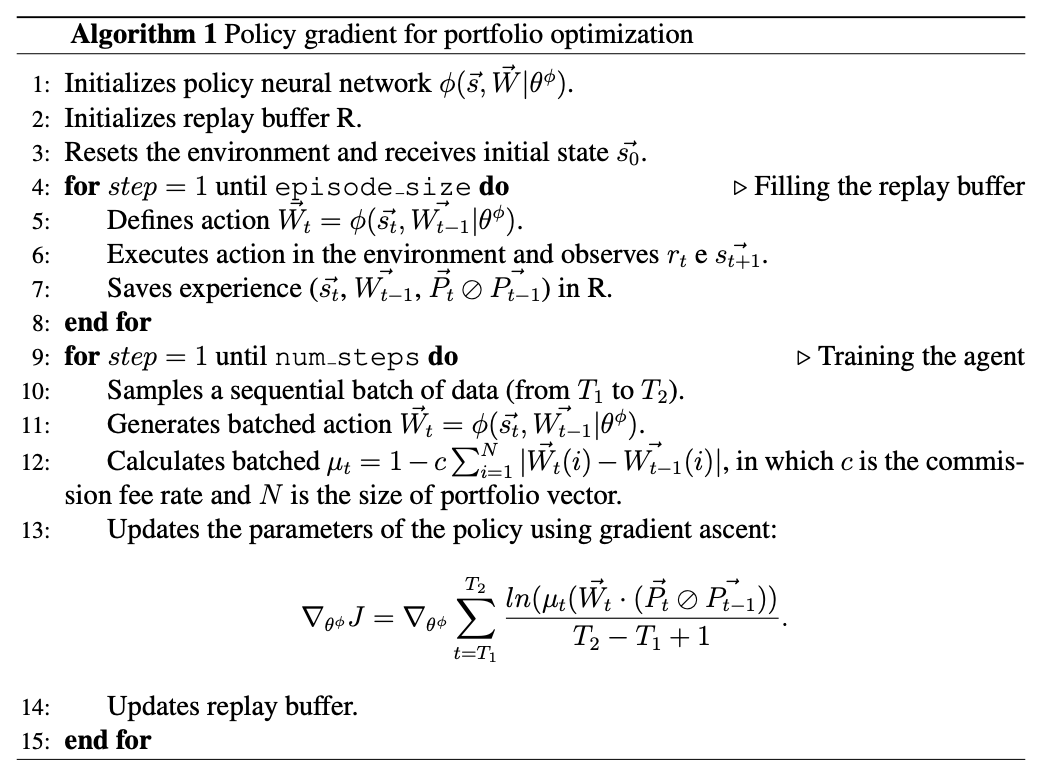 Algorithm 1 Policy gradient for portfolio optimization
1: Initializes policy neural network $\phi(\vec{s}, \vec{W}|\theta^{\phi})$.
2: Initializes replay buffer R.
3: Resets the environment and receives initial state $\vec{s_0}$.
4: for $step = 1$ until episode_size do ▷ Filling the replay buffer
5: Defines action $\vec{W}_t = \phi(\vec{s_t}, \vec{W_{t-1}}|\theta^{\phi})$.
6: Executes action in the environment and observes $r_t$ e $\vec{s_{t+1}}$.
7: Saves experience ($\vec{s_t}$, $\vec{W_{t-1}}$, $\vec{P}_t \oslash \vec{P_{t-1}}$) in R.
8: end for
9: for $step = 1$ until num_steps do ▷ Training the agent
10: Samples a sequential batch of data (from $T_1$ to $T_2$).
11: Generates batched action $\vec{W}_t = \phi(\vec{s_t}, \vec{W_{t-1}}|\theta^{\phi})$.
12: Calculates batched $\mu_t = 1 - c\sum_{i=1}^{N} |\vec{W}_t(i) - \vec{W_{t-1}}(i)|$, in which $c$ is the commis-
sion fee rate and $N$ is the size of portfolio vector.
13: Updates the parameters of the policy using gradient ascent:
$\nabla_{\theta^{\phi}} J = \nabla_{\theta^{\phi}} \sum_{t=T_1}^{T_2} \frac{ln(\mu_t(\vec{W}_t \cdot (\vec{P}_t \oslash \vec{P_{t-1}}))}{T_2 - T_1 + 1}.$
14: Updates replay buffer.
15: end for